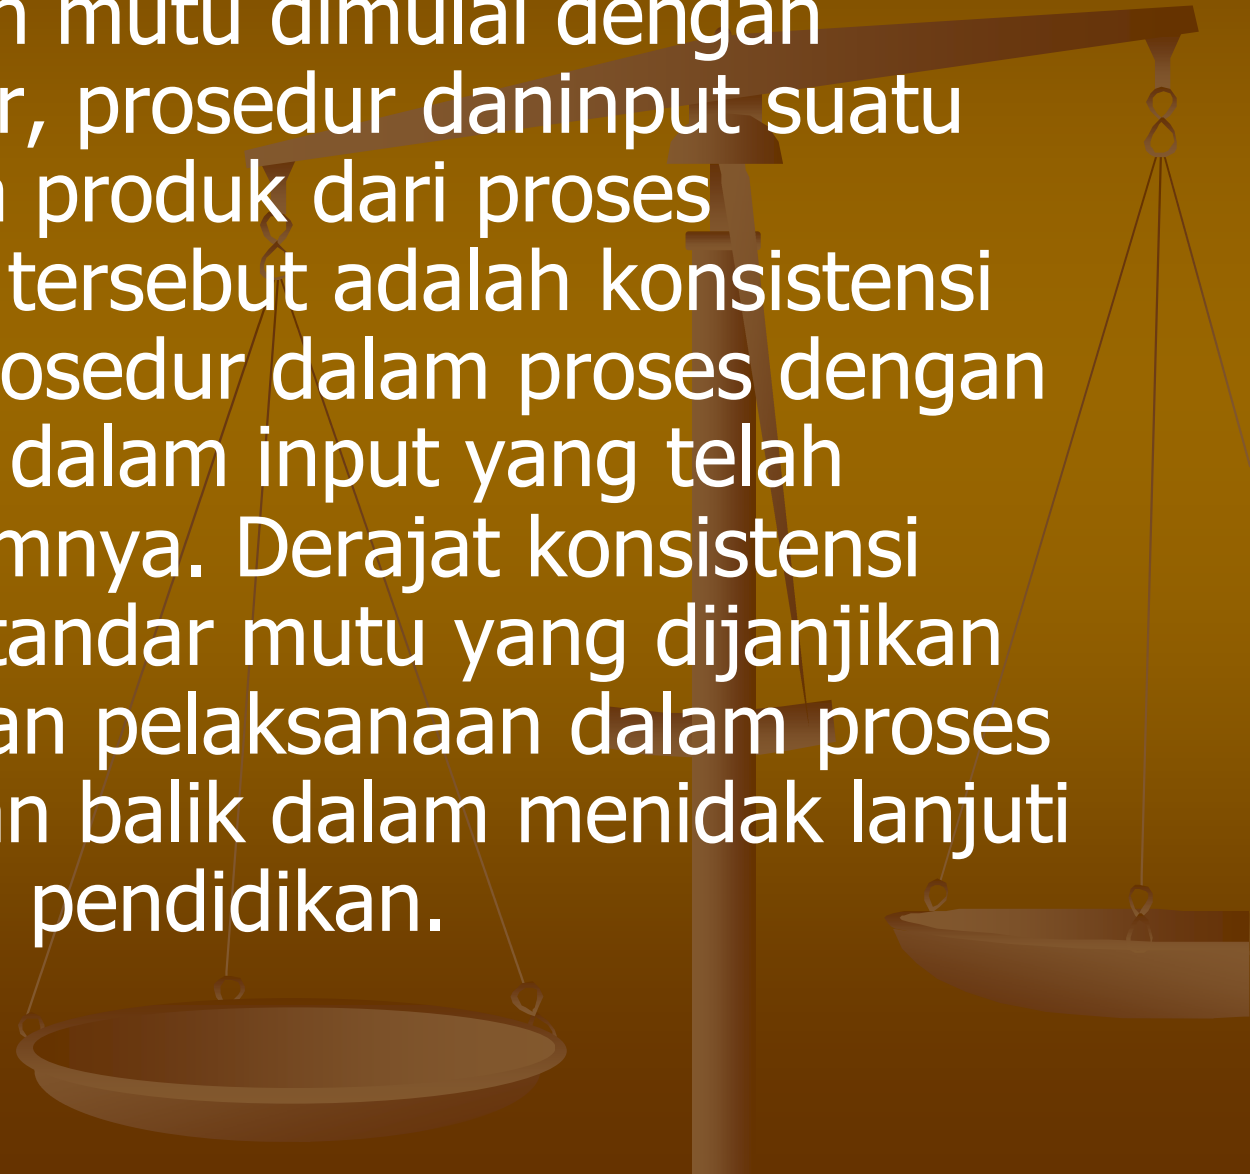 n mutu dimulai dengan
r, prosedur daninput suatu
n produk dari proses
tersebut adalah konsistensi
osedur dalam proses dengan
dalam input yang telah
mnya. Derajat konsistensi
tandar mutu yang dijanjikan
an pelaksanaan dalam proses
an balik dalam menidak lanjuti
pendidikan.